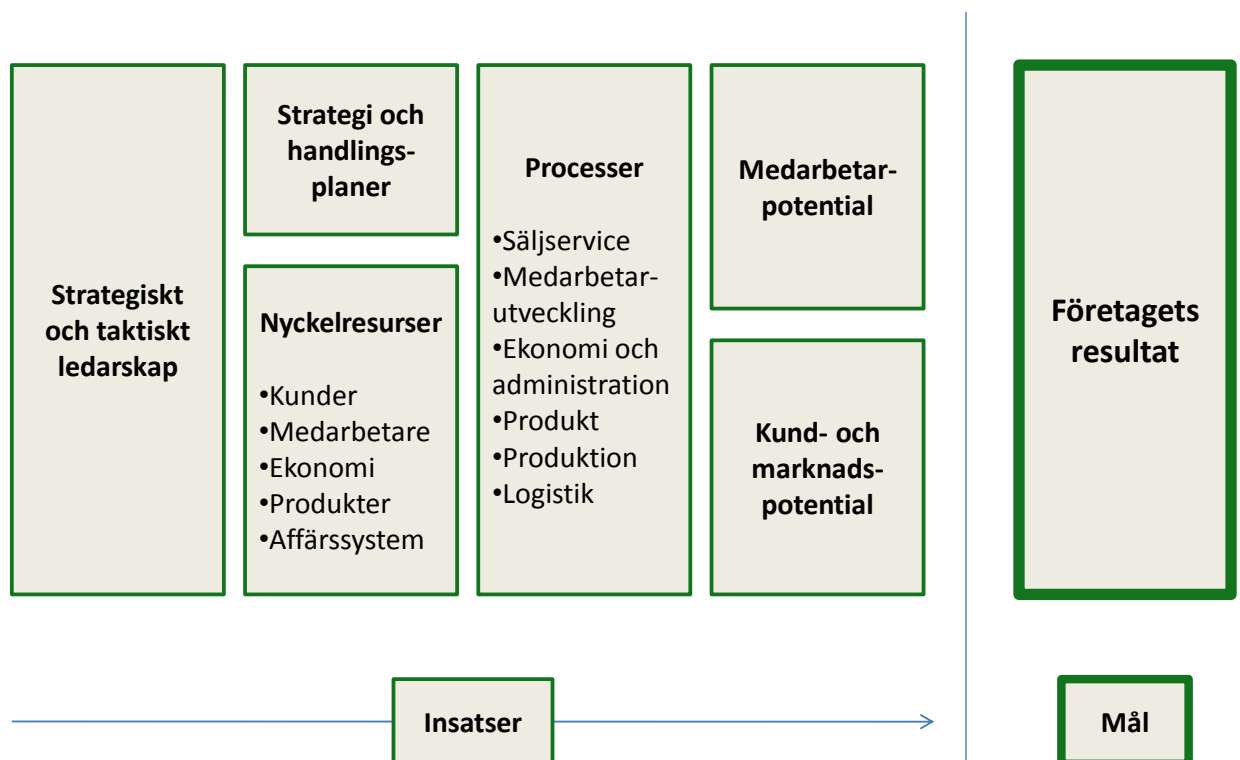 Strategiskt
och taktiskt
ledarskap
Strategi och
handlings-
planer
Nyckelresurser
•Kunder
•Medarbetare
•Ekonomi
•Produkter
•Affärssystem
Processer
•Säljservice
•Medarbetar-
utveckling
•Ekonomi och
administration
•Produkt
•Produktion
•Logistik
Medarbetar-
potential
Kund- och
marknads-
potential
Företagets
resultat
Insatser
Mål